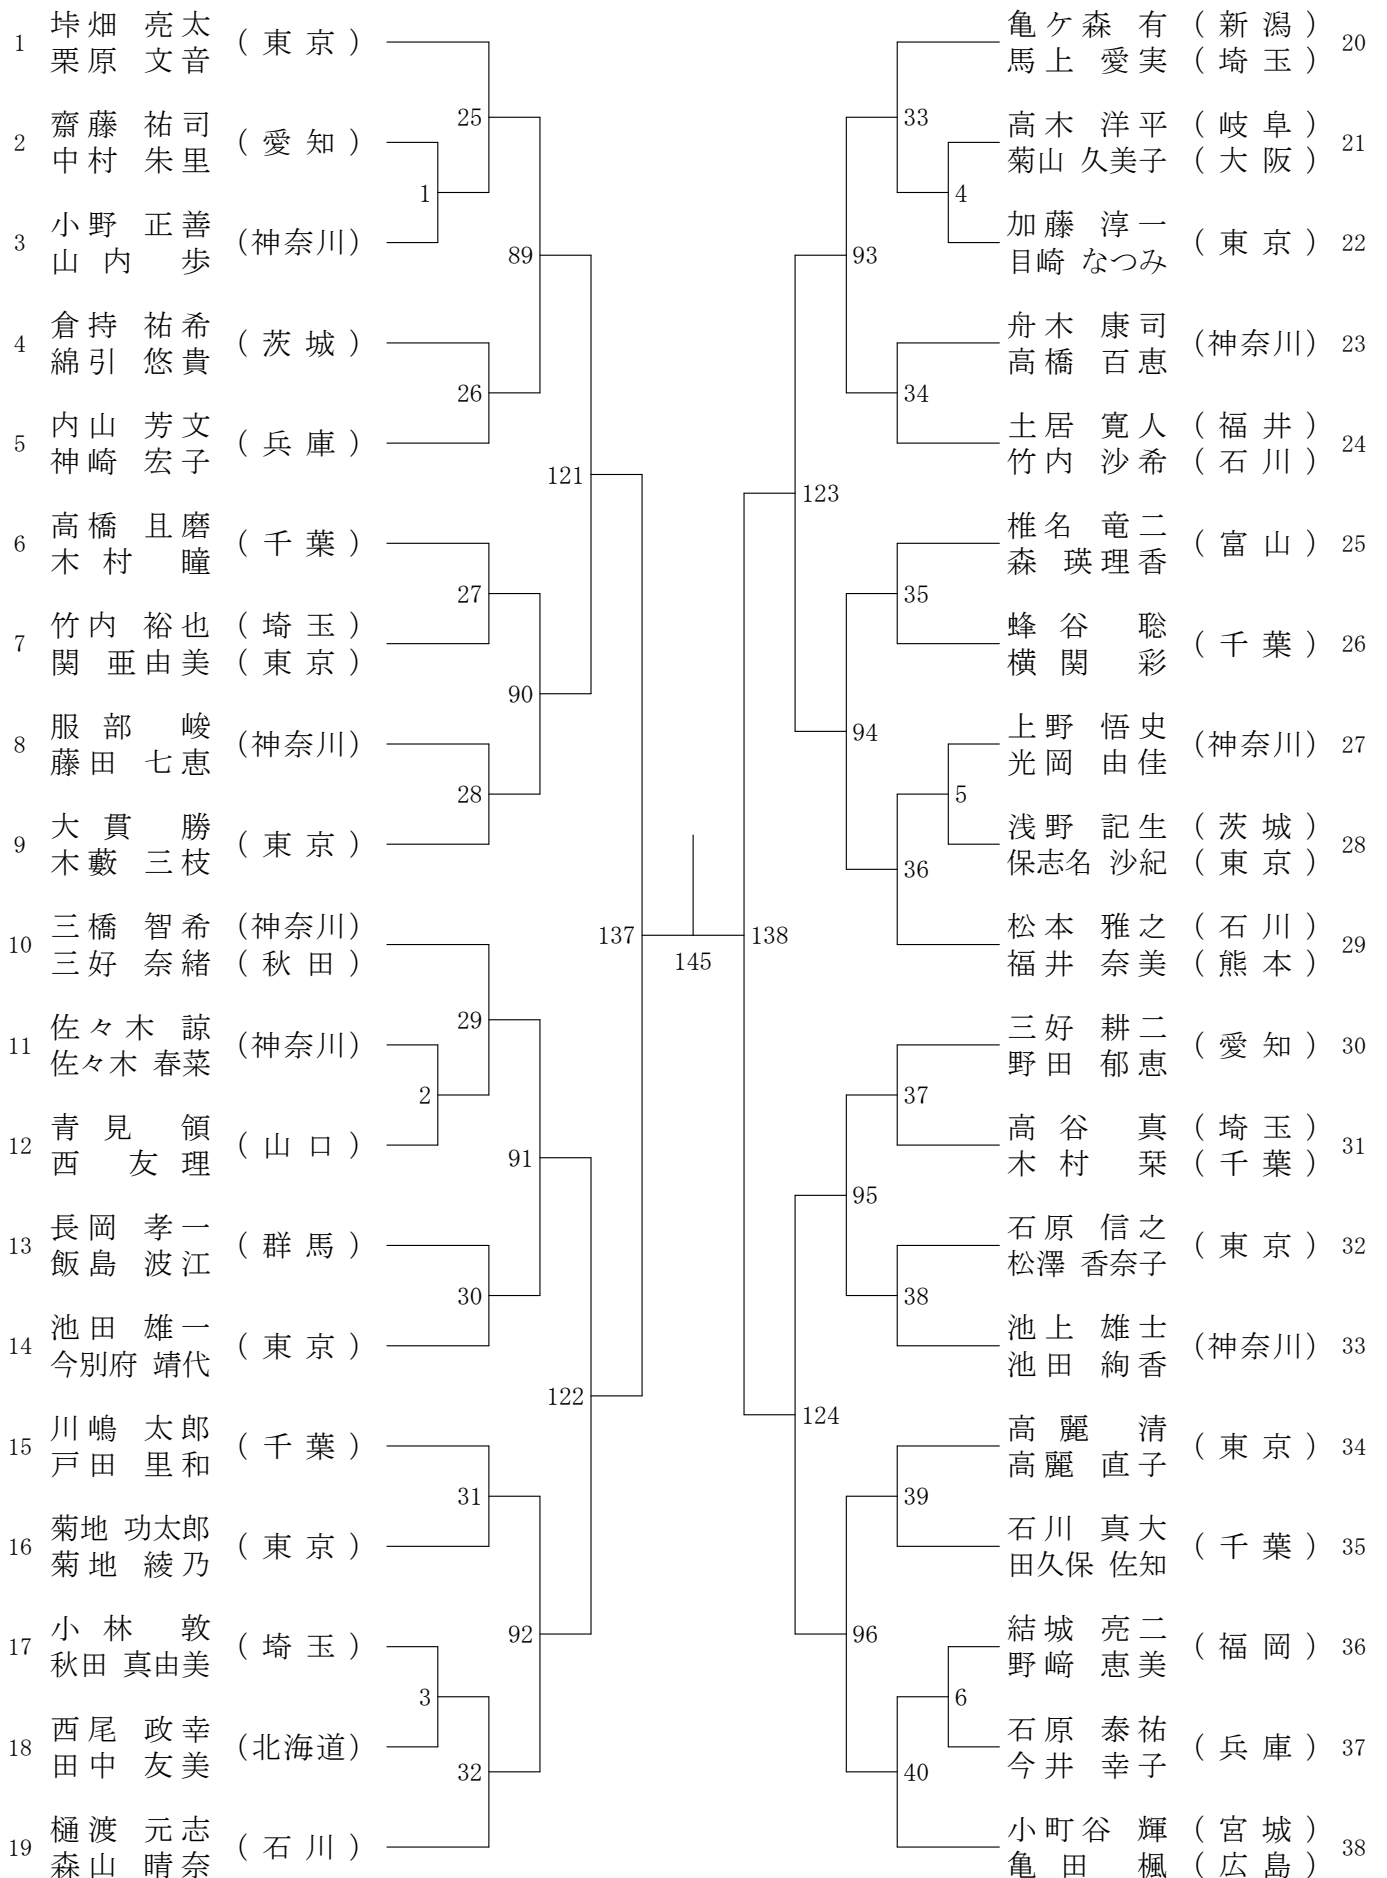 1 垰畑 亮太 (東京)
栗原 文音
2 齋藤 祐司 (愛知)
中村 朱里
3 小野 正善 (神奈川)
山内 歩
4 倉持 祐希 (茨城)
綿引 悠貴
5 内山 芳文 (兵庫)
神崎 宏子
6 高橋 且磨 (千葉)
木村 瞳
7 竹内 裕也 (埼玉)
関 亜由美 (東京)
8 服部 峻 (神奈川)
藤田 七恵
9 大貫 勝 (東京)
木藪 三枝
10 三橋 智希 (神奈川)
三好 奈緒 (秋田)
11 佐々木 諒 (神奈川)
佐々木 春菜
12 青見 領 (山口)
西 友理
13 長岡 孝一 (群馬)
飯島 波江
14 池田 雄一 (東京)
今別府 靖代
15 川嶋 太郎 (千葉)
戸田 里和
16 菊地 功太郎 (東京)
菊地 綾乃
17 小林 敦 (埼玉)
秋田 真由美
18 西尾 政幸 (北海道)
田中 友美
19 樋渡 元志 (石川)
森山 晴奈
25
1
89
26
121
27
90
28
29
2
91
30
122
31
92
3
32
137
145
138
亀ケ森 有 (新潟) 20
馬上 愛実 (埼玉)
高木 洋平 (岐阜) 21
菊山 久美子 (大阪)
加藤 淳一 (東京) 22
目崎 なつみ
舟木 康司 (神奈川) 23
高橋 百恵
土居 寛人 (福井) 24
竹内 沙希 (石川)
椎名 竜二 (富山) 25
森 瑛理香
蜂谷 聡 (千葉) 26
横関 彩
上野 悟史 (神奈川) 27
光岡 由佳
浅野 記生 (茨城) 28
保志名 沙紀 (東京)
松本 雅之 (石川) 29
福井 奈美 (熊本)
三好 耕二 (愛知) 30
野田 郁恵
高谷 真 (埼玉) 31
木村 栞 (千葉)
石原 信之 (東京) 32
松澤 香奈子
池上 雄士 (神奈川) 33
池田 絢香
高麗 清 (東京) 34
高麗 直子
石川 真大 (千葉) 35
田久保 佐知
結城 亮二 (福岡) 36
野﨑 恵美
石原 泰祐 (兵庫) 37
今井 幸子
小町谷 輝 (宮城) 38
亀田 楓 (広島)
33
4
93
34
123
35
94
5
36
37
95
38
124
39
96
6
40